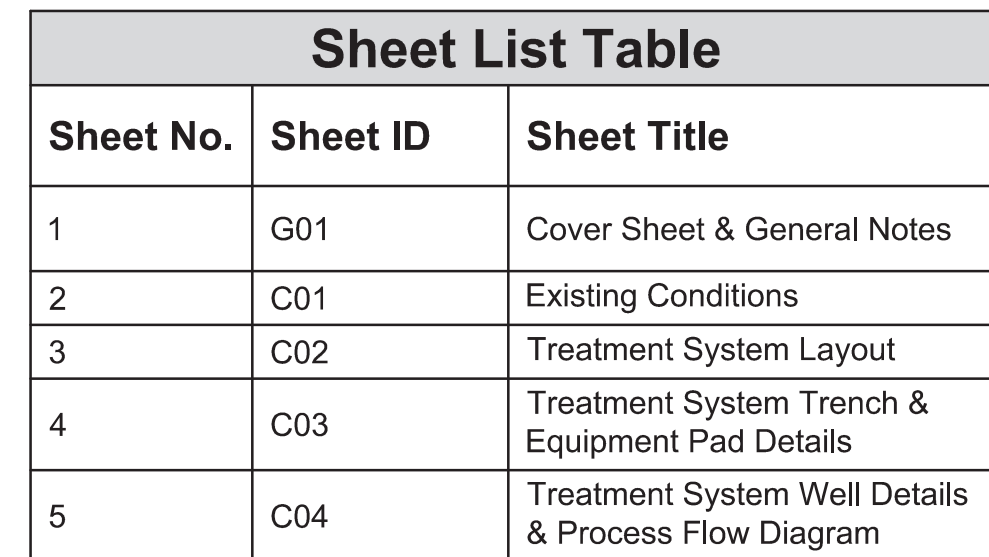 Sheet List Table
Sheet No. Sheet ID Sheet Title
1 G01 Cover Sheet & General Notes
2 C01 Existing Conditions
3 C02 Treatment System Layout
4 C03 Treatment System Trench &
Equipment Pad Details
5 C04 Treatment System Well Details
& Process Flow Diagram